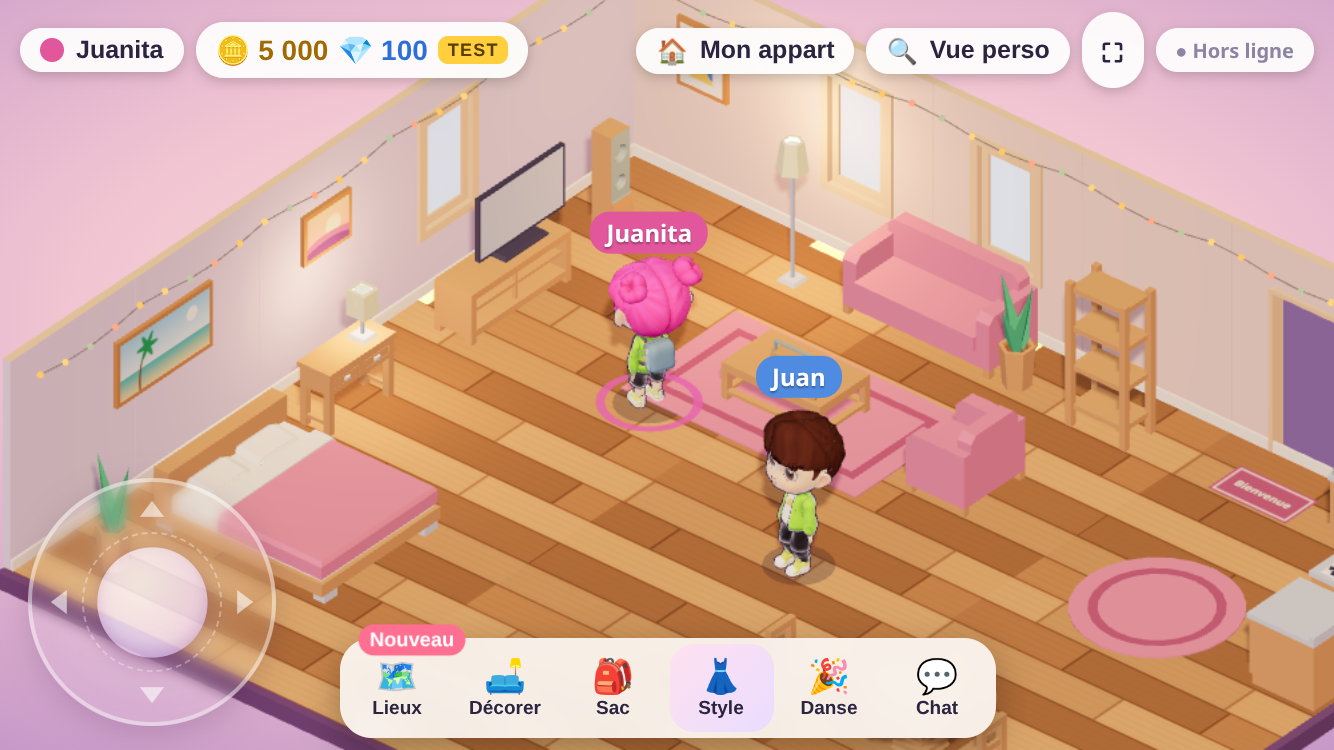 Juanita
5 000
100
TEST
Mon appart
Vue perso
Hors ligne
Juanita
Juan
Bienvenue
Nouveau
Lieux
Décorer
Sac
Style
Danse
Chat